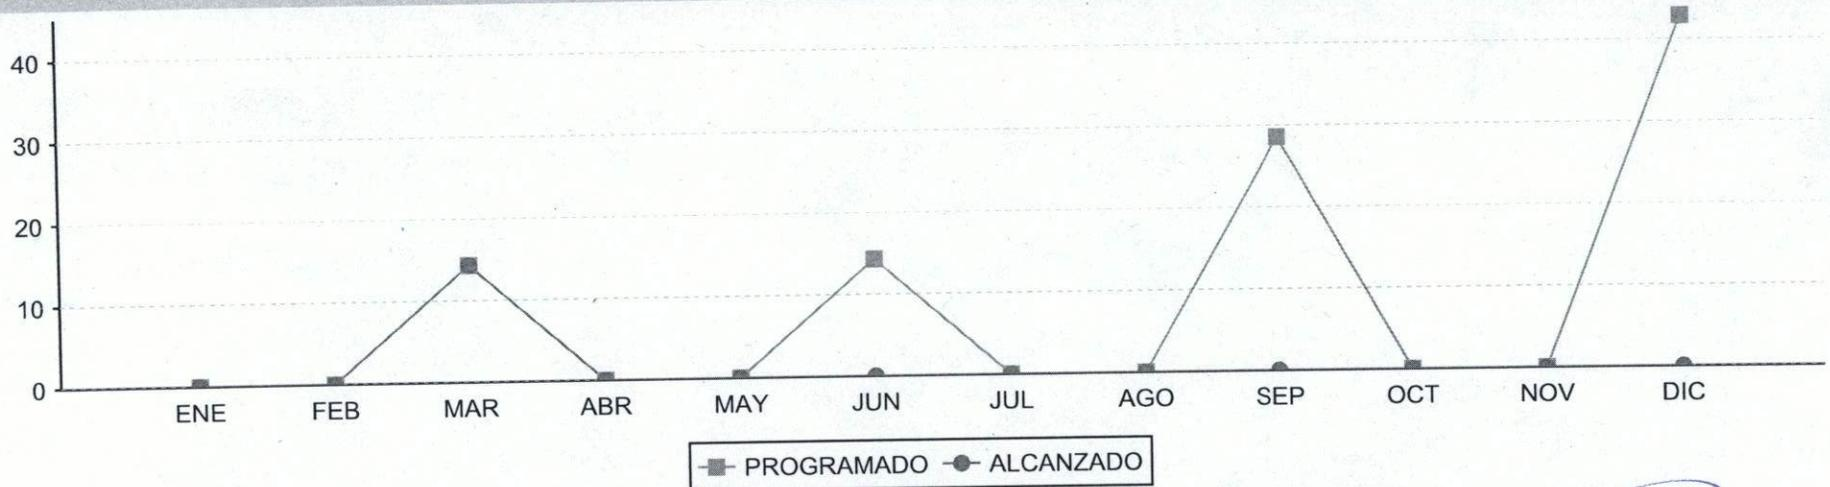 40
30
20
10
0
ENE FEB MAR ABR MAY JUN JUL AGO SEP OCT NOV DIC
PROGRAMADO ALCANZADO